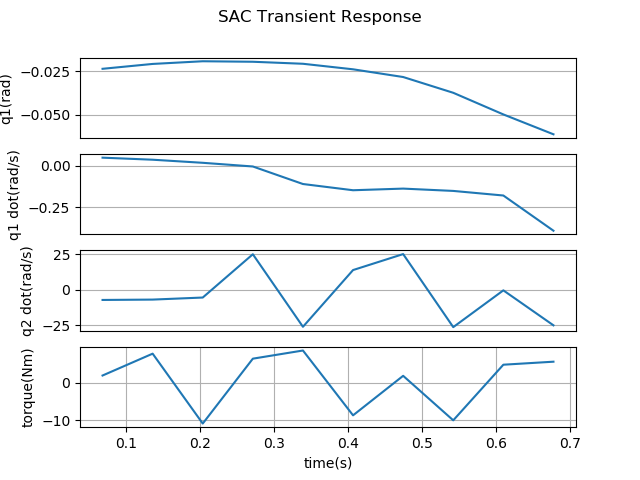 SAC Transient Response
q1(rad)
−0.025
−0.050
q1 dot(rad/s)
0.00
−0.25
q2 dot(rad/s)
25
0
−25
torque(Nm)
0
−10
0.1 0.2 0.3 0.4 0.5 0.6 0.7
time(s)